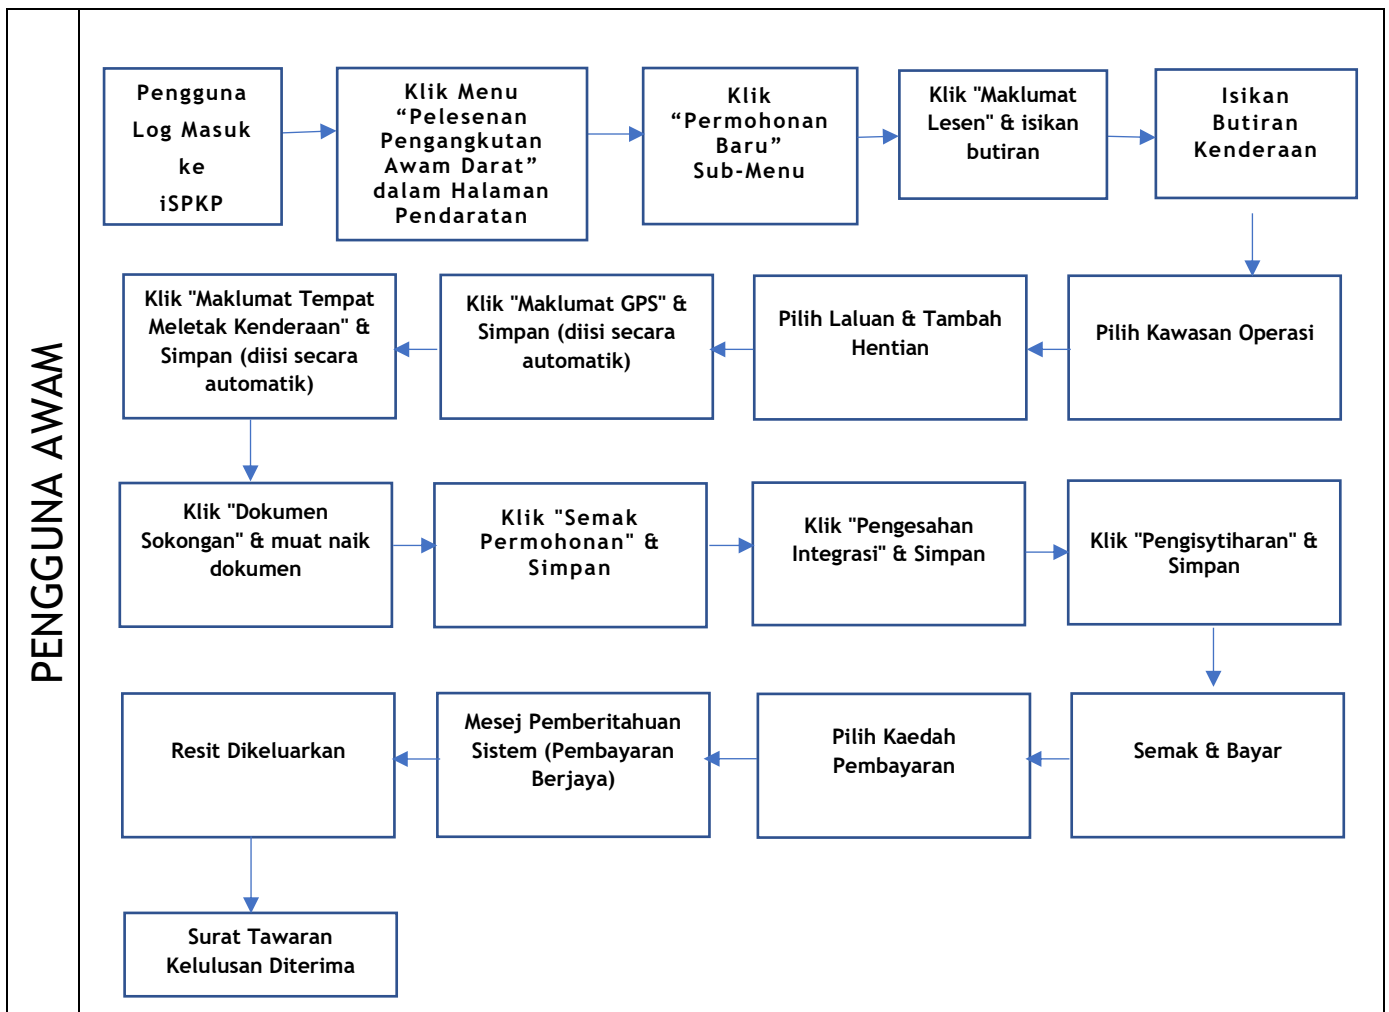 PENGGUNA AWAM
Pengguna
Log Masuk
ke
iSPKP
Klik Menu
“Pelesenan
Pengangkutan
Awam Darat”
dalam Halaman
Pendaratan
Klik
“Permohonan
Baru”
Sub-Menu
Klik "Maklumat
Lesen" & isikan
butiran
Isikan
Butiran
Kenderaan
Pilih Kawasan Operasi
Pilih Laluan & Tambah
Hentian
Klik "Maklumat GPS" &
Simpan (diisi secara
automatik)
Klik "Maklumat Tempat
Meletak Kenderaan" &
Simpan (diisi secara
automatik)
Klik "Dokumen
Sokongan" & muat naik
dokumen
Klik "Semak
Permohonan" &
Simpan
Klik "Pengesahan
Integrasi" & Simpan
Klik "Pengisytiharan" &
Simpan
Semak & Bayar
Pilih Kaedah
Pembayaran
Mesej Pemberitahuan
Sistem (Pembayaran
Berjaya)
Resit Dikeluarkan
Surat Tawaran
Kelulusan Diterima